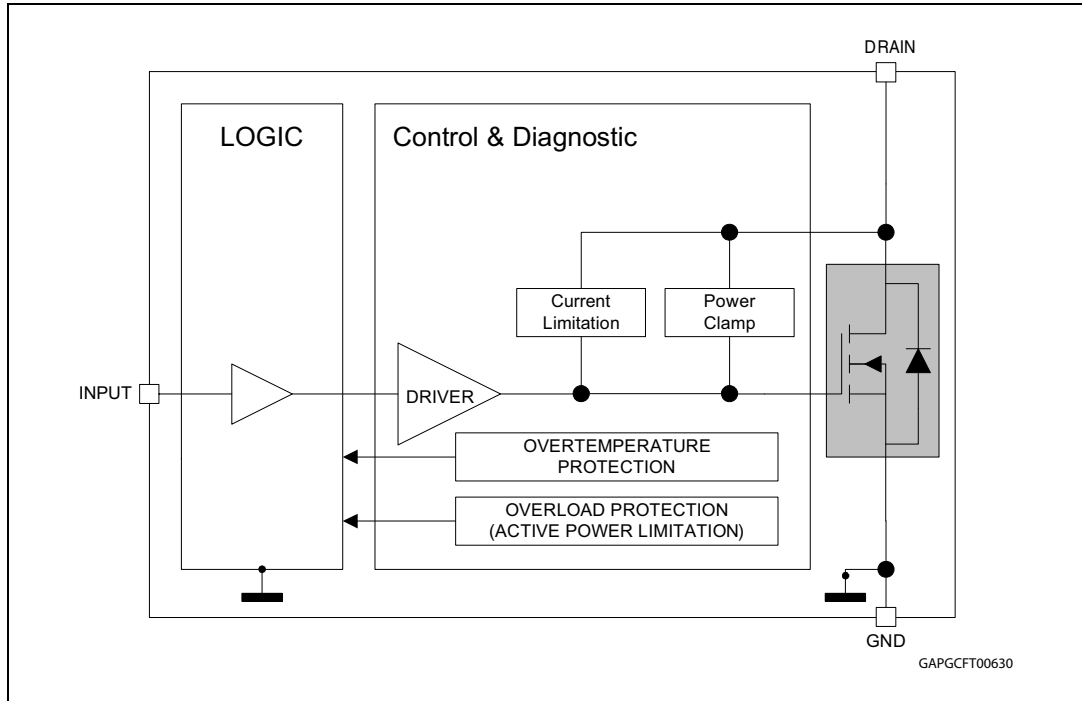 DRAIN
LOGIC
Control & Diagnostic
Current
Limitation
Power
Clamp
INPUT
DRIVER
OVERTEMPERATURE
PROTECTION
OVERLOAD PROTECTION
(ACTIVE POWER LIMITATION)
GND
GAPGCFT00630